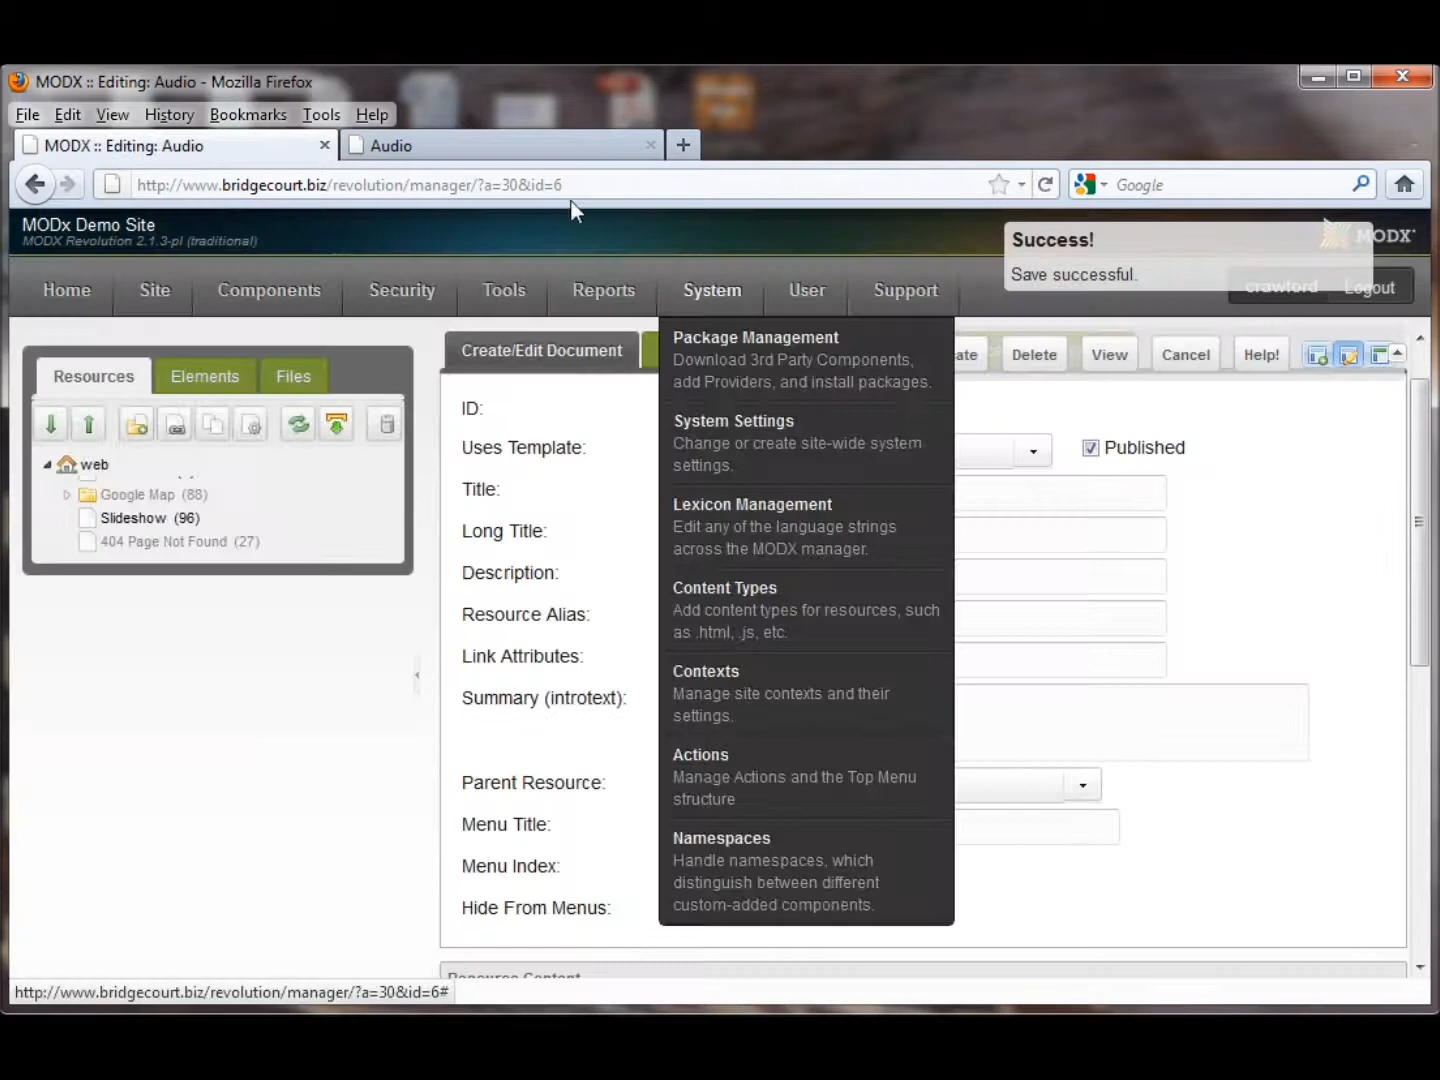 MODX :: Editing: Audio - Mozilla Firefox
File Edit View History Bookmarks Tools Help
MODX :: Editing: Audio
Audio
http://www.bridgecourt.biz/revolution/manager/?a=30&id=6
Google
MODx Demo Site
MODX Revolution 2.1.3-pl (traditional)
MODX
Success!
Save successful.
crawford Logout
Home Site Components Security Tools Reports System User Support
Create/Edit Document
ate Delete View Cancel Help!
Resources Elements Files
web
Google Map (88)
Slideshow (96)
404 Page Not Found (27)
ID:
Uses Template:
Published
Title:
Long Title:
Description:
Resource Alias:
Link Attributes:
Summary (introtext):
Parent Resource:
Menu Title:
Menu Index:
Hide From Menus:
Package Management
Download 3rd Party Components,
add Providers, and install packages.
System Settings
Change or create site-wide system
settings.
Lexicon Management
Edit any of the language strings
across the MODX manager.
Content Types
Add content types for resources, such
as .html, .js, etc.
Contexts
Manage site contexts and their
settings.
Actions
Manage Actions and the Top Menu
structure
Namespaces
Handle namespaces, which
distinguish between different
custom-added components.
Resource Content
http://www.bridgecourt.biz/revolution/manager/?a=30&id=6#